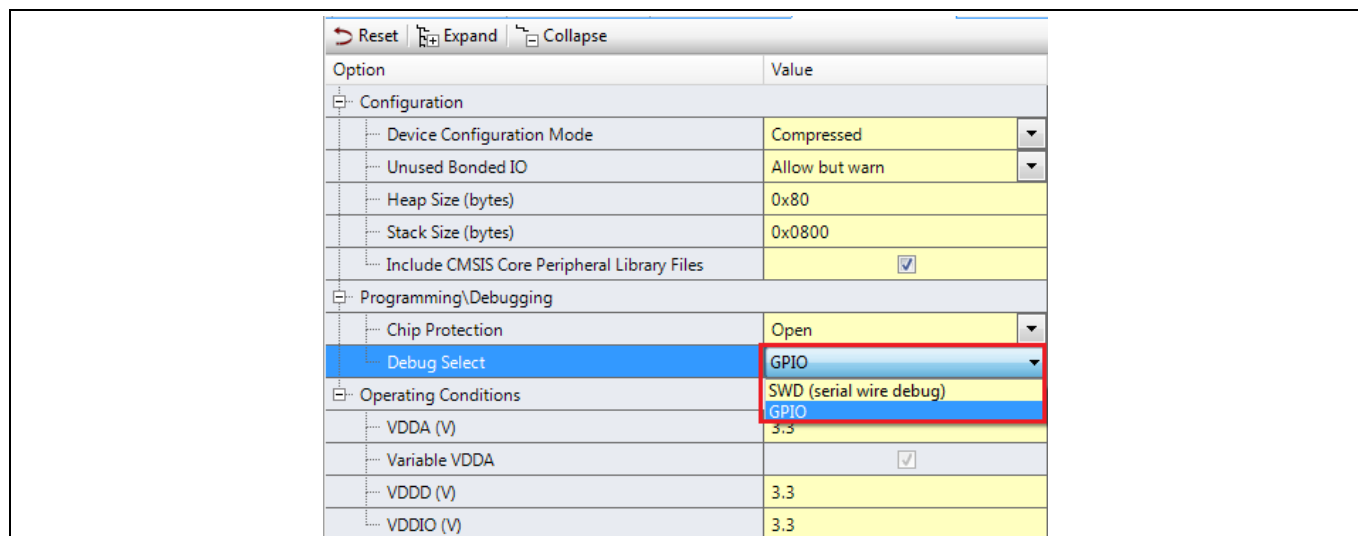 Reset Expand Collapse
Option Value
Configuration
Device Configuration Mode Compressed
Unused Bonded IO Allow but warn
Heap Size (bytes) 0x80
Stack Size (bytes) 0x0800
Include CMSIS Core Peripheral Library Files
Programming\Debugging
Chip Protection Open
Debug Select GPIO
SWD (serial wire debug)
Operating Conditions
GPIO
VDDA (V) 3.3
Variable VDDA
VDDD (V) 3.3
VDDIO (V) 3.3